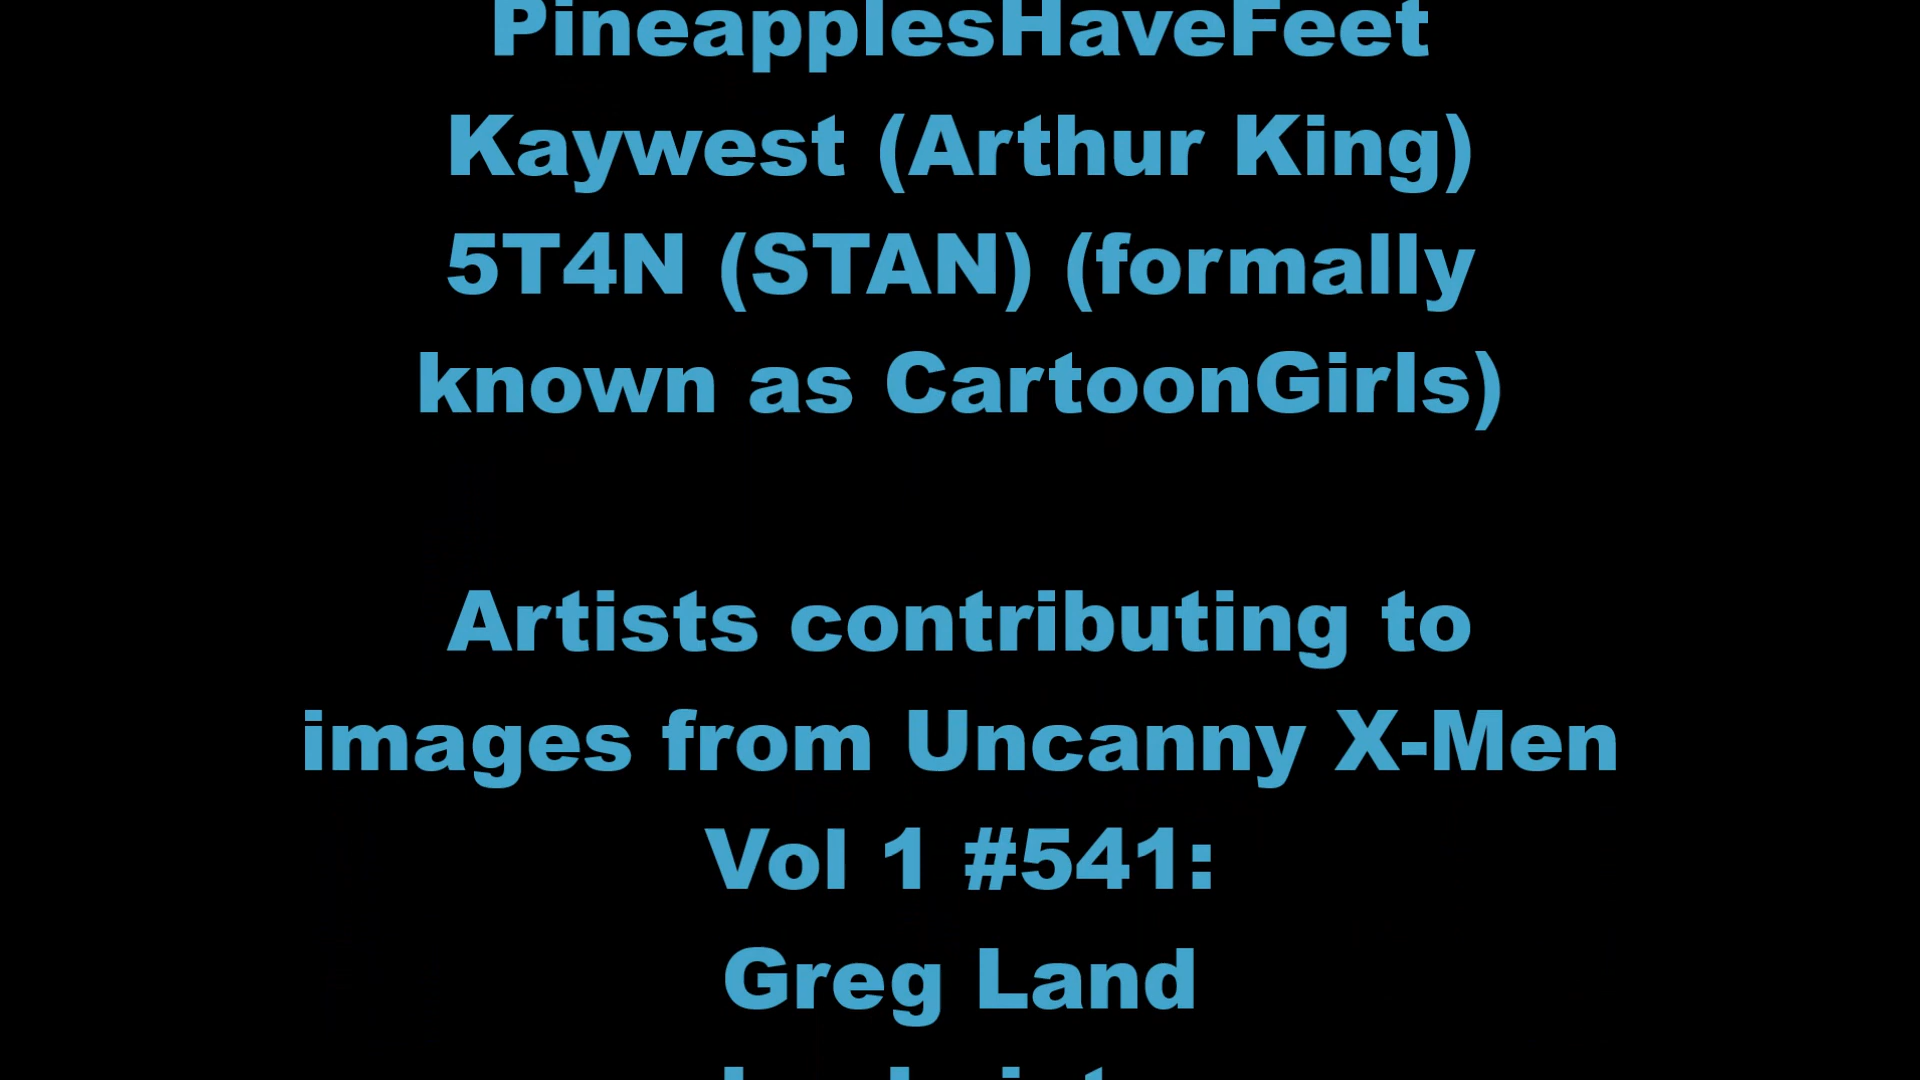 PineapplesHaveFeet
Kaywest (Arthur King)
5T4N (STAN) (formally
known as CartoonGirls)
Artists contributing to
images from Uncanny X-Men
Vol 1 #541:
Greg Land